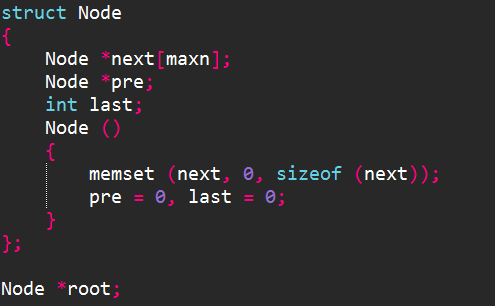 struct Node
{
    Node *next[maxn];
    Node *pre;
    int last;
    Node ()
    {
        memset (next, 0, sizeof (next));
        pre = 0, last = 0;
    }
};

Node *root;